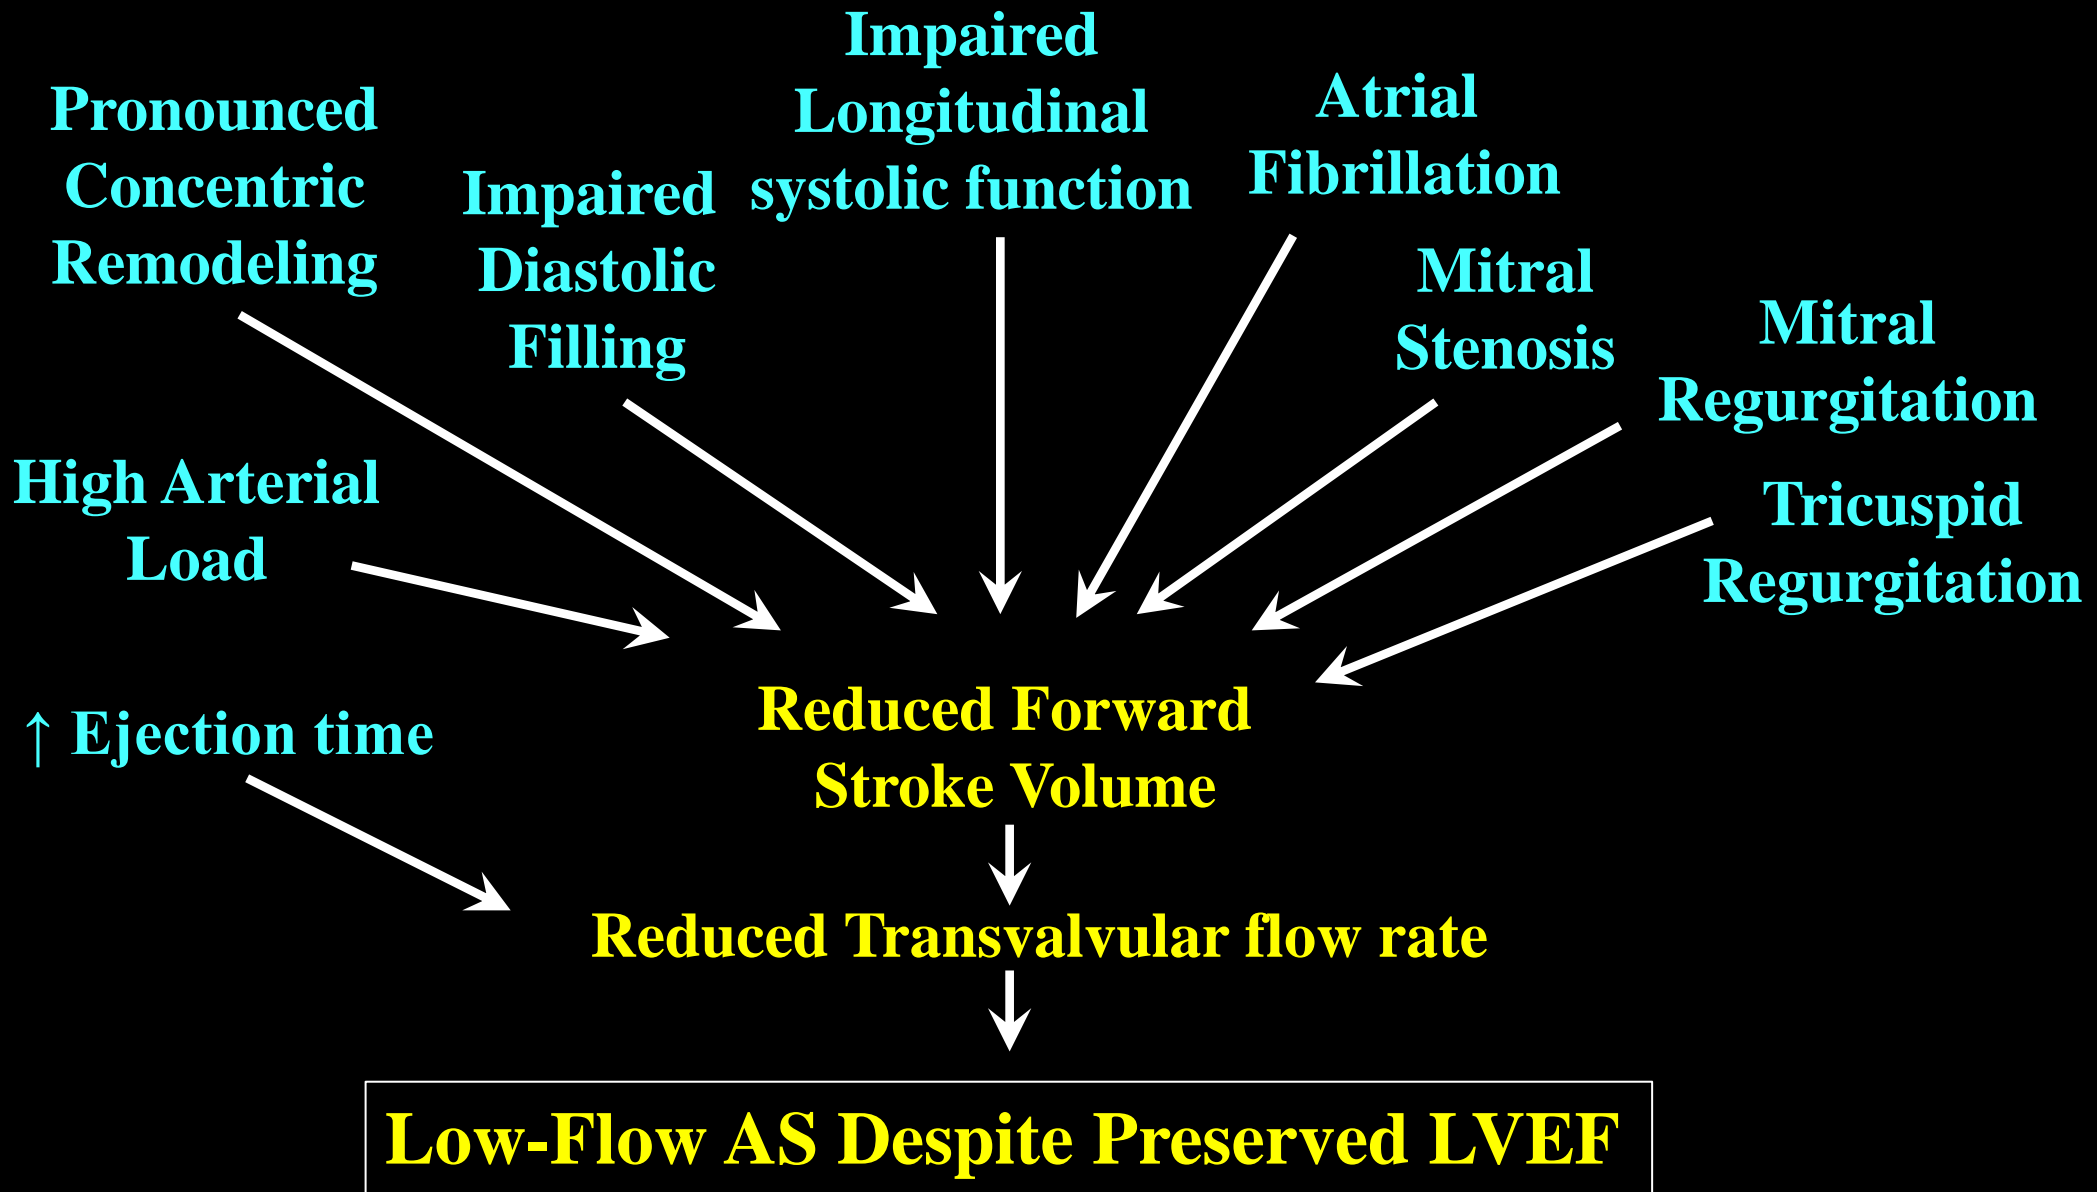 Pronounced
Concentric
Remodeling
Impaired
Diastolic
Filling
Impaired
Longitudinal
systolic function
Atrial
Fibrillation
Mitral
Stenosis
Mitral
Regurgitation
Tricuspid
Regurgitation
High Arterial
Load
↑ Ejection time
Reduced Forward
Stroke Volume
Reduced Transvalvular flow rate
Low-Flow AS Despite Preserved LVEF